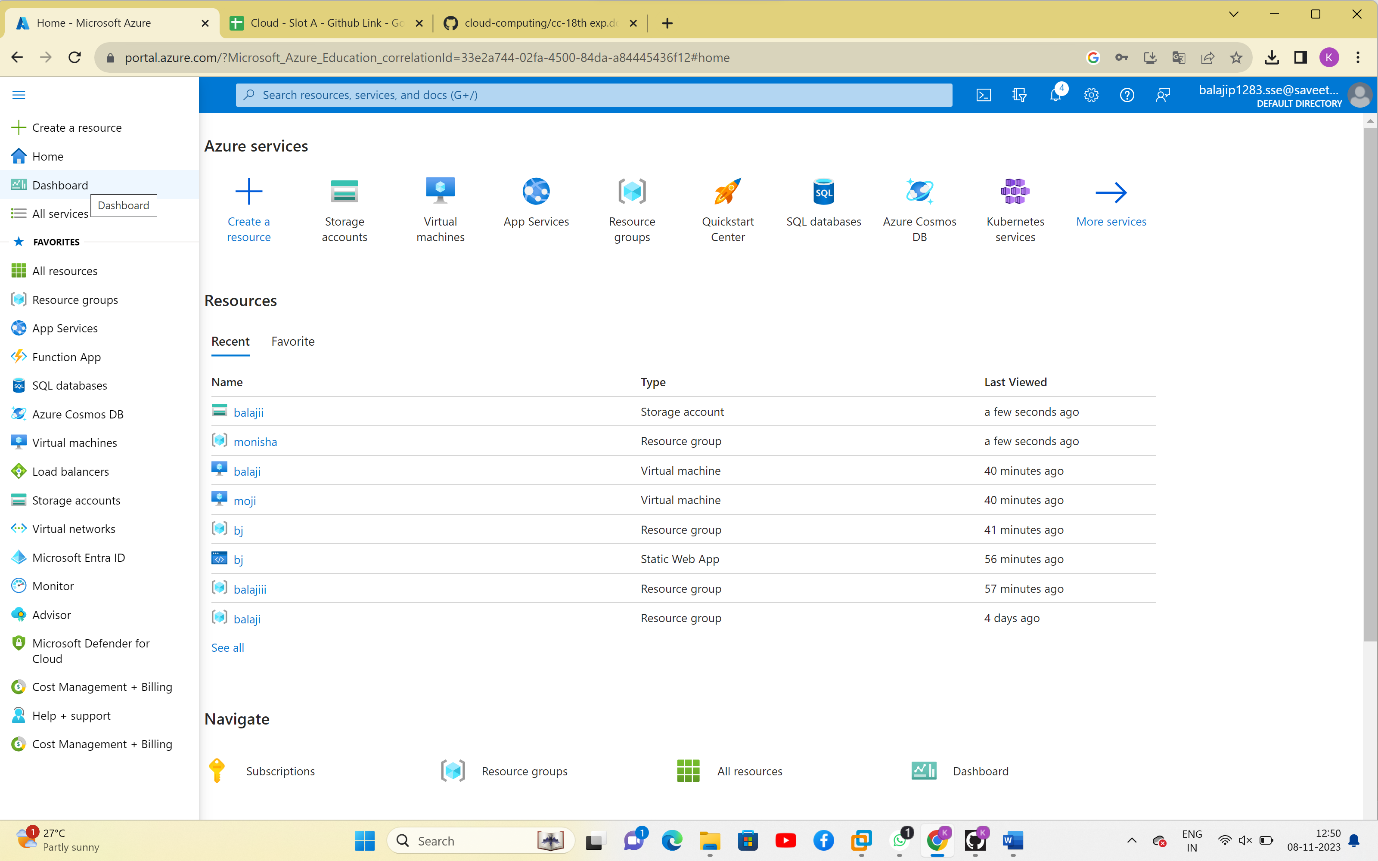 Home - Microsoft Azure
Cloud - Slot A - Github Link - Go
cloud-computing/cc-18th exp.d
portal.azure.com/?Microsoft_Azure_Education_correlationId=33e2a744-02fa-4500-84da-a84445436f12#home
K
Search resources, services, and docs (G+/)
4
balajip1283.sse@saveet...
DEFAULT DIRECTORY
Create a resource
Home
Dashboard
Dashboard
All services
FAVORITES
All resources
Resource groups
App Services
Function App
SQL databases
Azure Cosmos DB
Virtual machines
Load balancers
Storage accounts
Virtual networks
Microsoft Entra ID
Monitor
Advisor
Microsoft Defender for
Cloud
Cost Management + Billing
Help + support
Cost Management + Billing
Azure services
Create a
resource
Storage
accounts
Virtual
machines
App Services
Resource
groups
Quickstart
Center
SQL
SQL databases
Azure Cosmos
DB
Kubernetes
services
More services
Resources
Recent Favorite
Name Type Last Viewed
balajii Storage account a few seconds ago
monisha Resource group a few seconds ago
balaji Virtual machine 40 minutes ago
moji Virtual machine 40 minutes ago
bj Resource group 41 minutes ago
bj Static Web App 56 minutes ago
balajiii Resource group 57 minutes ago
balaji Resource group 4 days ago
See all
Navigate
Subscriptions Resource groups All resources Dashboard
1
27°C
Partly sunny
Search
1
1
K
K
W
ENG
IN
12:50
08-11-2023